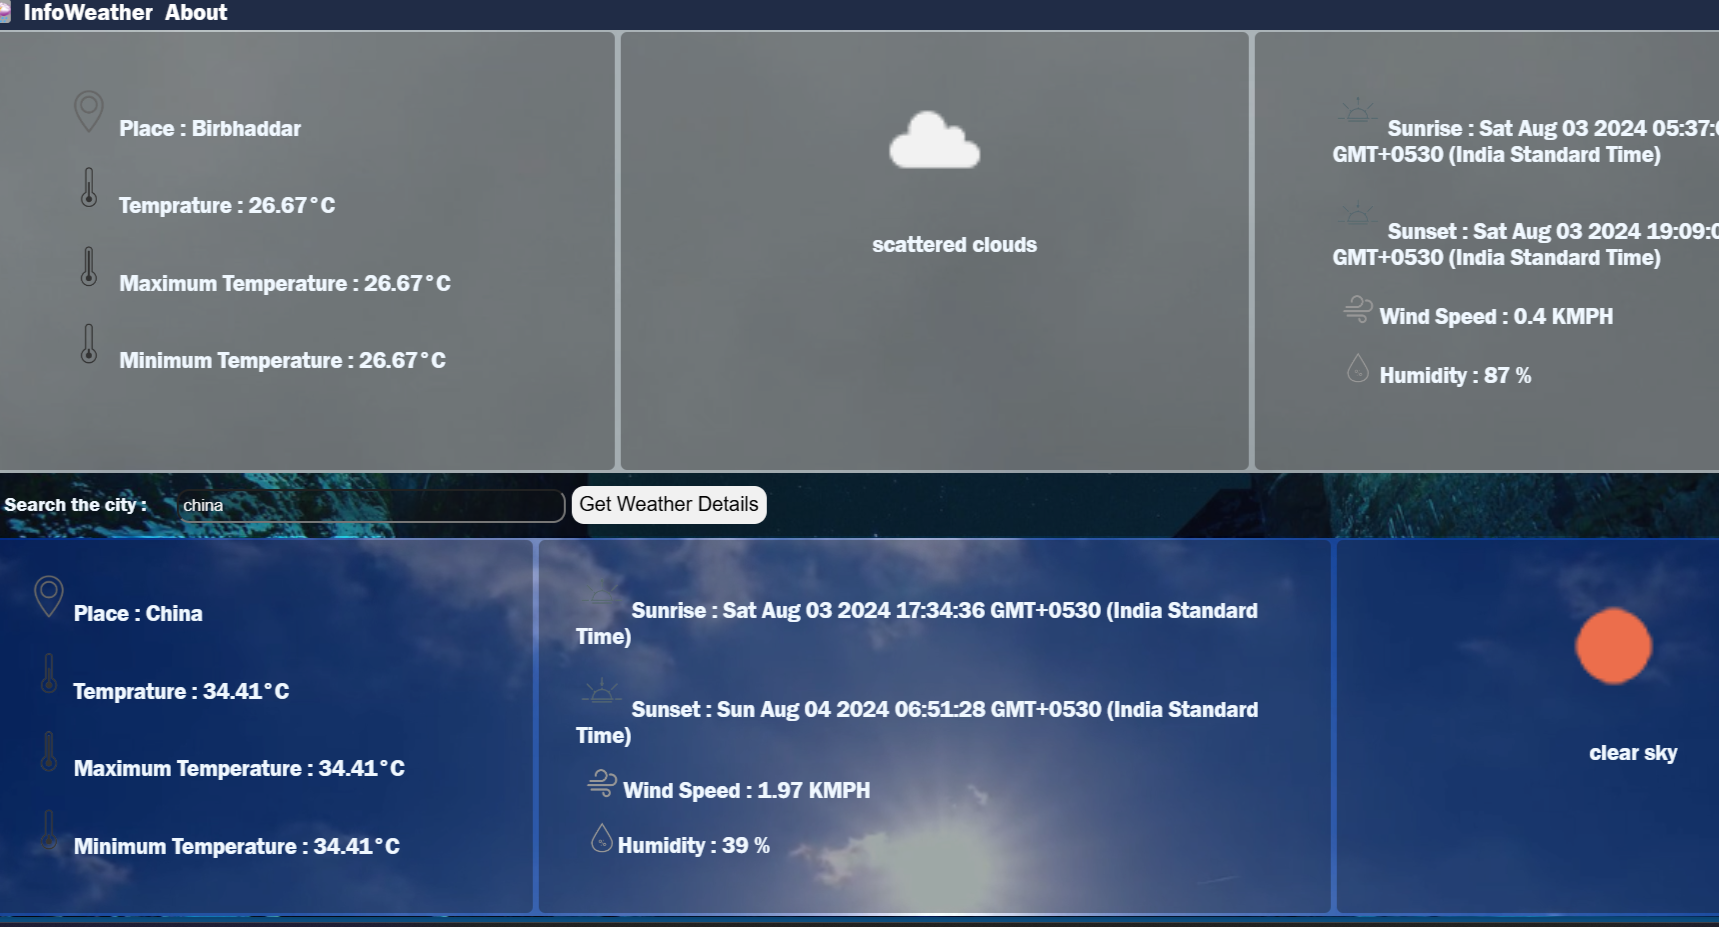 InfoWeather About
Place : Birbhaddar
Temprature : 26.67°C
Maximum Temperature : 26.67°C
Minimum Temperature : 26.67°C
scattered clouds
Sunrise : Sat Aug 03 2024 05:37:
GMT+0530 (India Standard Time)
Sunset : Sat Aug 03 2024 19:09:
GMT+0530 (India Standard Time)
Wind Speed : 0.4 KMPH
Humidity : 87 %
Search the city : china Get Weather Details
Place : China
Temprature : 34.41°C
Maximum Temperature : 34.41°C
Minimum Temperature : 34.41°C
Sunrise : Sat Aug 03 2024 17:34:36 GMT+0530 (India Standard
Time)
Sunset : Sun Aug 04 2024 06:51:28 GMT+0530 (India Standard
Time)
Wind Speed : 1.97 KMPH
Humidity : 39 %
clear sky